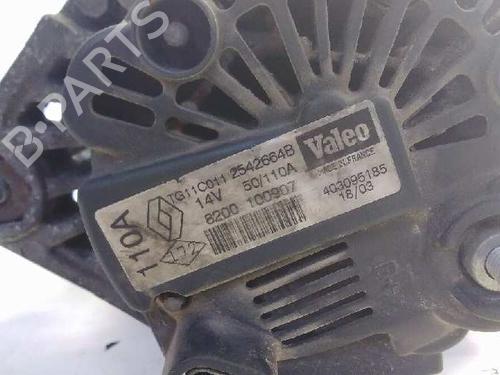 B-PARTS
TG11C011 2542664B
14V 50/110A
8200 100907
110A
Valeo
MADE IN FRANCE
403095185
18/03